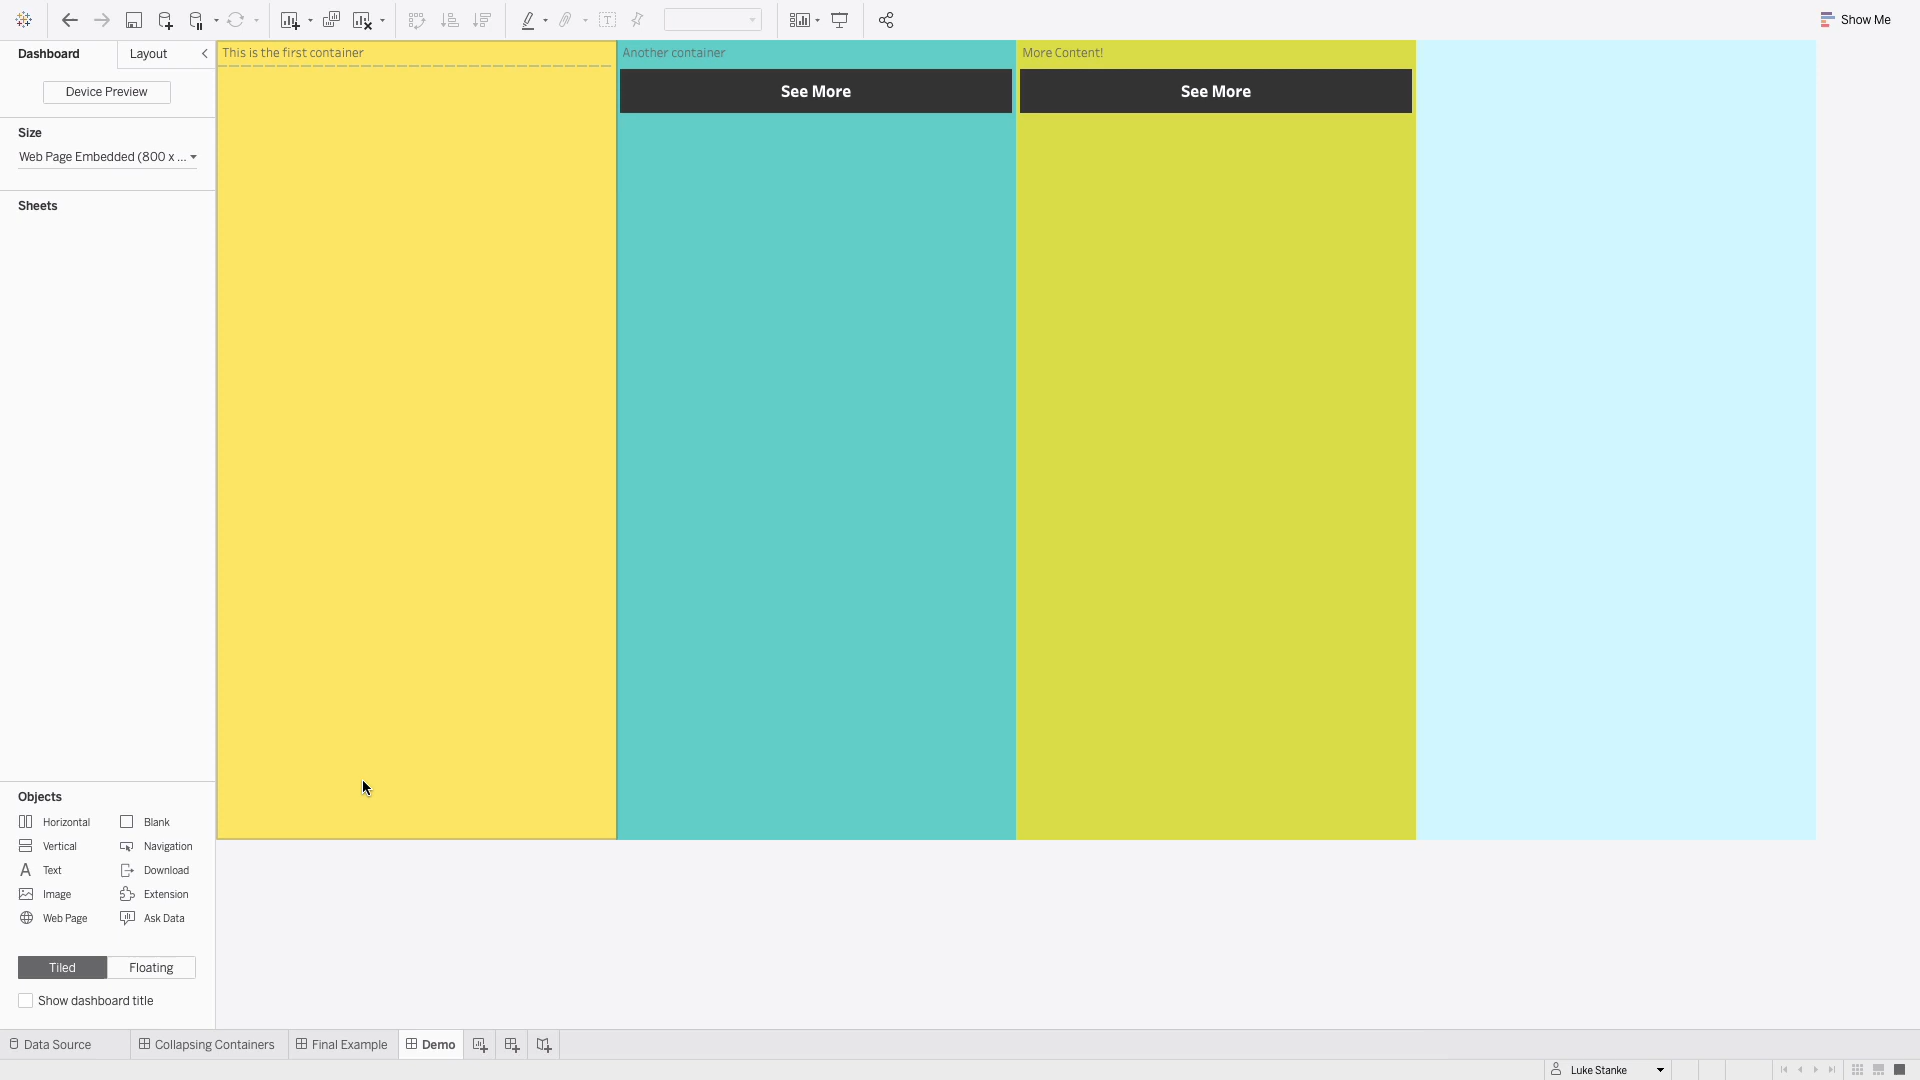 Show Me
Dashboard
Layout
This is the first container
Another container
More Content!
Device Preview
See More
See More
Size
Web Page Embedded (800 x ...
Sheets
Objects
Horizontal
Blank
Vertical
Navigation
Text
Download
Image
Extension
Web Page
Ask Data
Tiled
Floating
Show dashboard title
Data Source
Collapsing Containers
Final Example
Demo
Luke Stanke